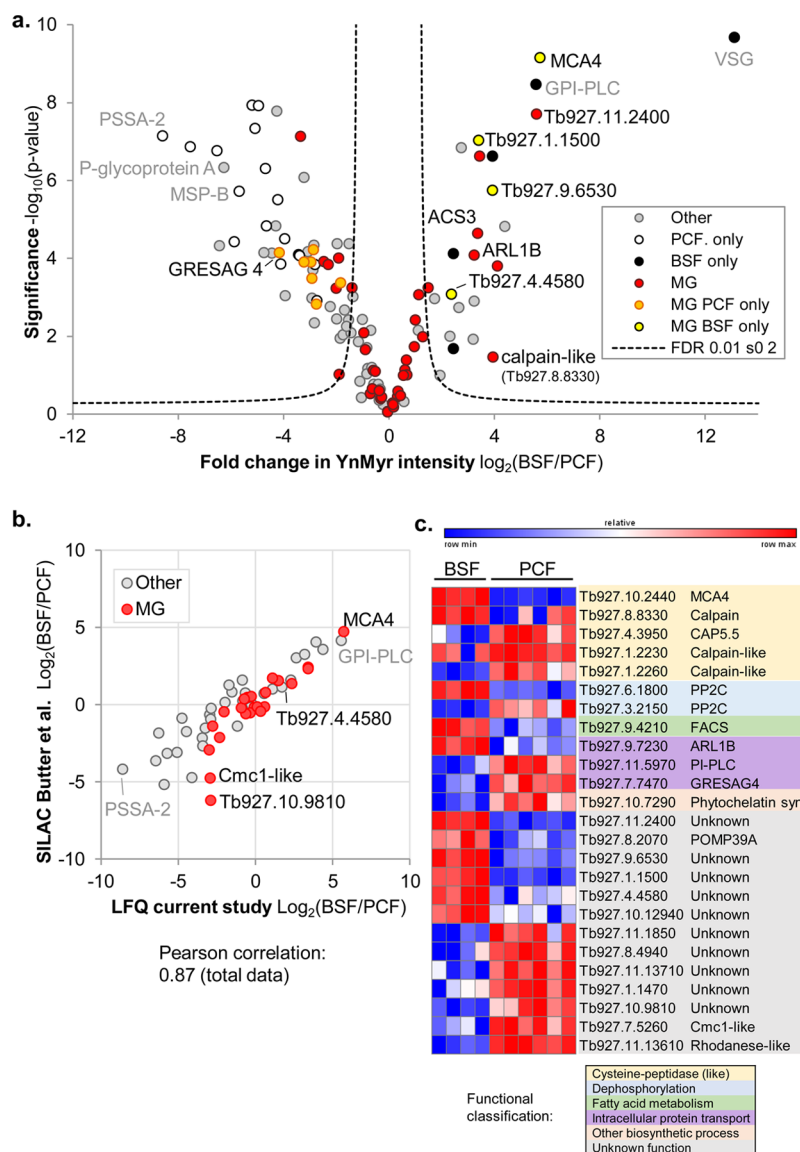 a.
10
8
6
4
2
0
-12
-8
-4
0
4
8
12
Significance -log10(p-value)
Fold change in YnMyr intensity log2(BSF/PCF)
VSG
MCA4
GPI-PLC
Tb927.11.2400
PSSA-2
Tb927.1.1500
P-glycoprotein A
MSP-B
Tb927.9.6530
ACS3
ARL1B
GRESAG 4
Tb927.4.4580
calpain-like
(Tb927.8.8330)
Other
PCF. only
BSF only
MG
MG PCF only
MG BSF only
FDR 0.01 s0 2
b.
10
5
0
-5
-10
-10
-5
0
5
10
SILAC Butter et al. Log2(BSF/PCF)
LFQ current study Log2(BSF/PCF)
Other
MG
MCA4
GPI-PLC
Tb927.4.4580
Cmc1-like
Tb927.10.9810
PSSA-2
Pearson correlation:
0.87 (total data)
c.
relative
row min
row max
BSF
PCF
Tb927.10.2440 MCA4
Tb927.8.8330 Calpain
Tb927.4.3950 CAP5.5
Tb927.1.2230 Calpain-like
Tb927.1.2260 Calpain-like
Tb927.6.1800 PP2C
Tb927.3.2150 PP2C
Tb927.9.4210 FACS
Tb927.9.7230 ARL1B
Tb927.11.5970 PI-PLC
Tb927.7.7470 GRESAG4
Tb927.10.7290 Phytochelatin syn
Tb927.11.2400 Unknown
Tb927.8.2070 POMP39A
Tb927.9.6530 Unknown
Tb927.1.1500 Unknown
Tb927.4.4580 Unknown
Tb927.10.12940 Unknown
Tb927.11.1850 Unknown
Tb927.8.4940 Unknown
Tb927.11.13710 Unknown
Tb927.1.1470 Unknown
Tb927.10.9810 Unknown
Tb927.7.5260 Cmc1-like
Tb927.11.13610 Rhodanese-like
Functional
classification:
Cysteine-peptidase (like)
Dephosphorylation
Fatty acid metabolism
Intracellular protein transport
Other biosynthetic process
Unknown function